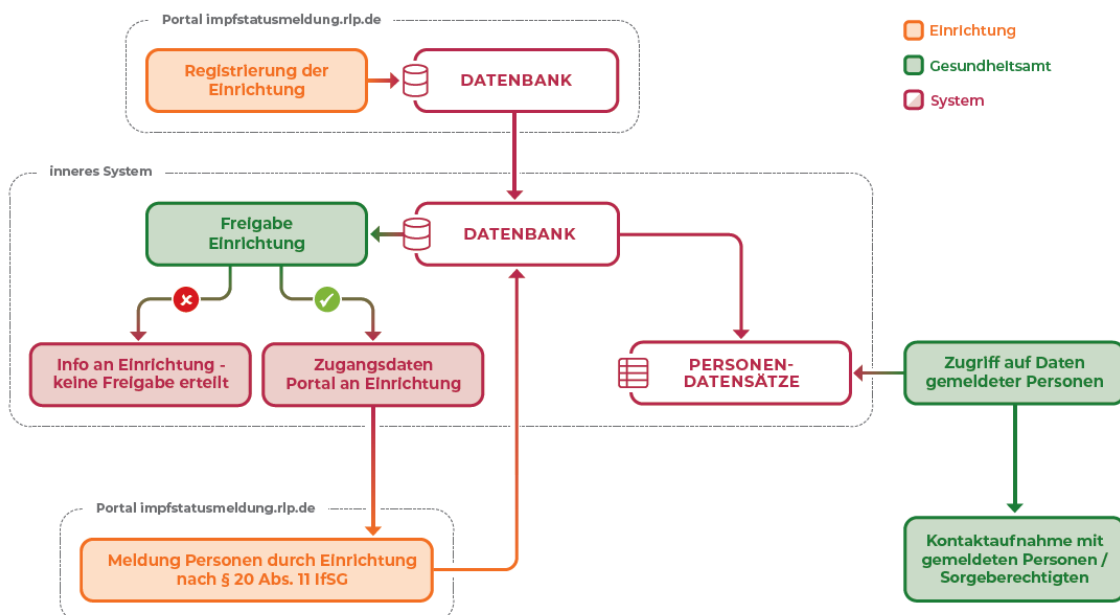 Portal impfstatusmeldung.rlp.de
Registrierung der
Einrichtung
DATENBANK
Einrichtung
Gesundheitsamt
System
inneres System
Freigabe
Einrichtung
DATENBANK
Info an Einrichtung -
keine Freigabe erteilt
Zugangsdaten
Portal an Einrichtung
PERSONEN-
DATENSÄTZE
Zugriff auf Daten
gemeldeter Personen
Portal impfstatusmeldung.rlp.de
Meldung Personen durch Einrichtung
nach § 20 Abs. 11 IfSG
Kontaktaufnahme mit
gemeldeten Personen /
Sorgeberechtigten